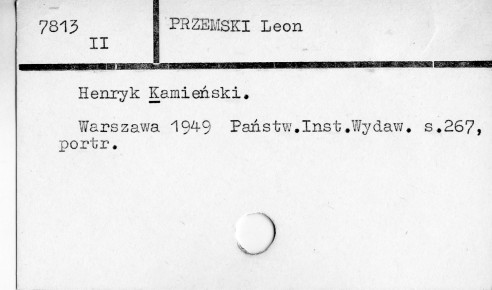 7813
II
PRZEMSKI Leon
Henryk Kamieński.
Warszawa 1949 Państw.Inst.Wydaw. s.267,
portr.